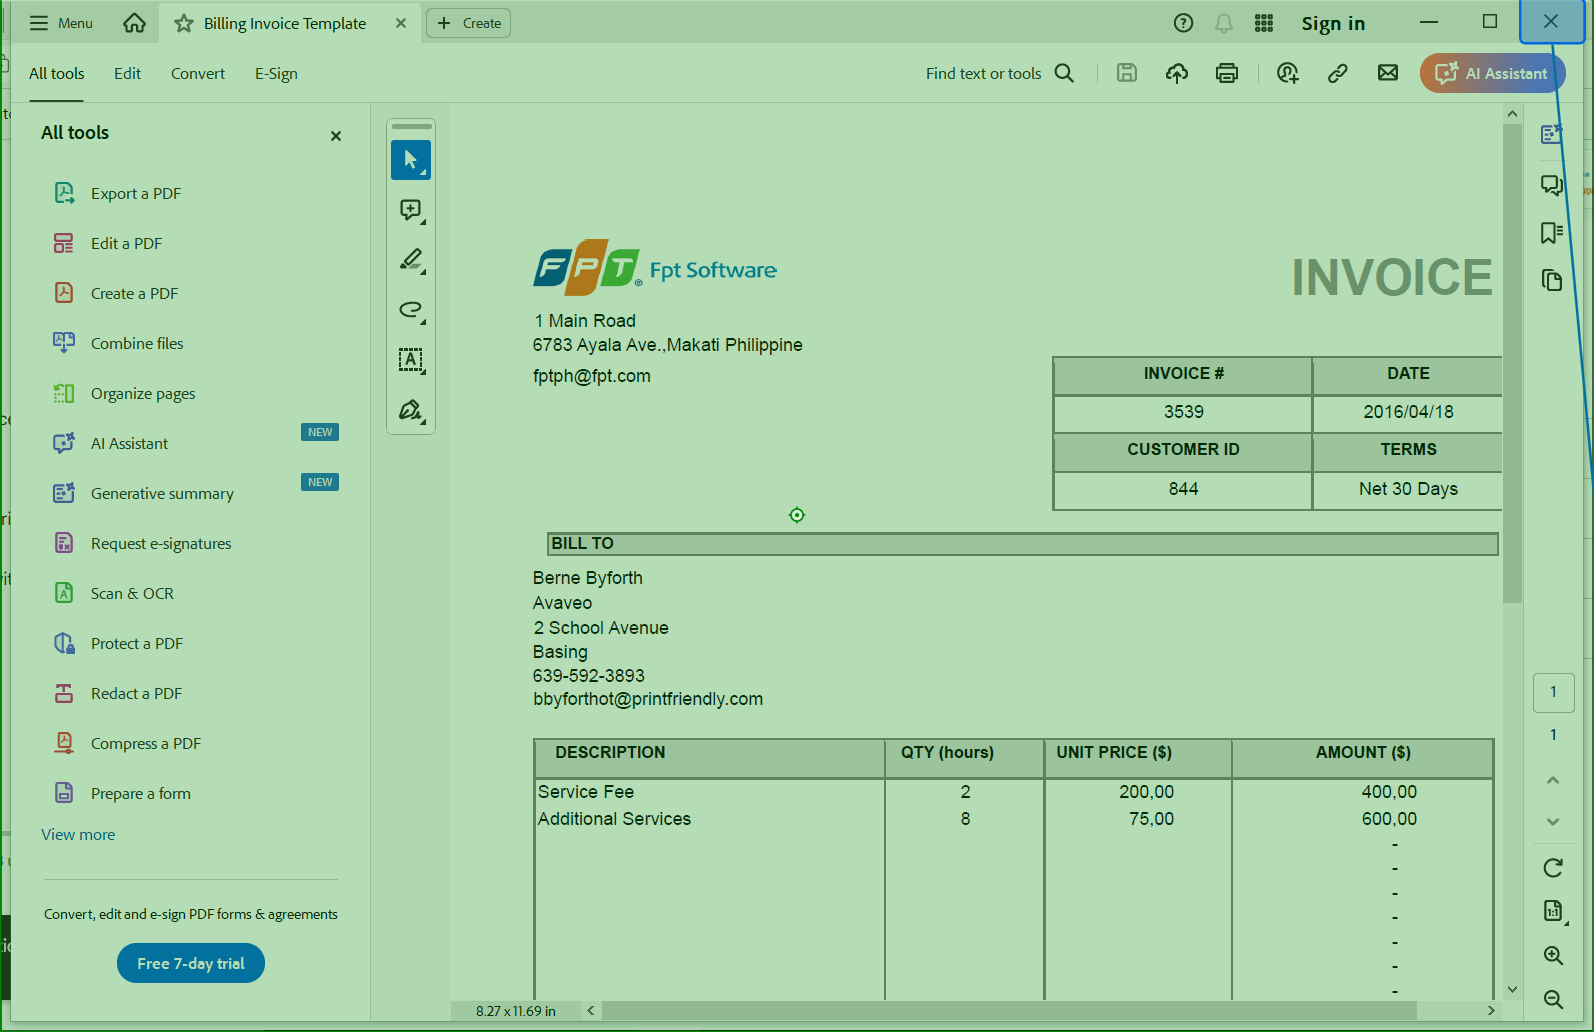 Menu
Billing Invoice Template
Create
Sign in
All tools
Edit
Convert
E-Sign
Find text or tools
AI Assistant
All tools
Export a PDF
Edit a PDF
Create a PDF
Combine files
Organize pages
AI Assistant
NEW
Generative summary
NEW
Request e-signatures
Scan & OCR
Protect a PDF
Redact a PDF
Compress a PDF
Prepare a form
View more
Convert, edit and e-sign PDF forms & agreements
Free 7-day trial
FPT® Fpt Software
INVOICE
1 Main Road
6783 Ayala Ave.,Makati Philippine
fptph@fpt.com
INVOICE # DATE
3539 2016/04/18
CUSTOMER ID TERMS
844 Net 30 Days
BILL TO
Berne Byforth
Avaveo
2 School Avenue
Basing
639-592-3893
bbyforthot@printfriendly.com
DESCRIPTION QTY (hours) UNIT PRICE ($) AMOUNT ($)
Service Fee 2 200,00 400,00
Additional Services 8 75,00 600,00
-
-
-
-
-
-
-
8.27 x 11.69 in
1
1
1:1